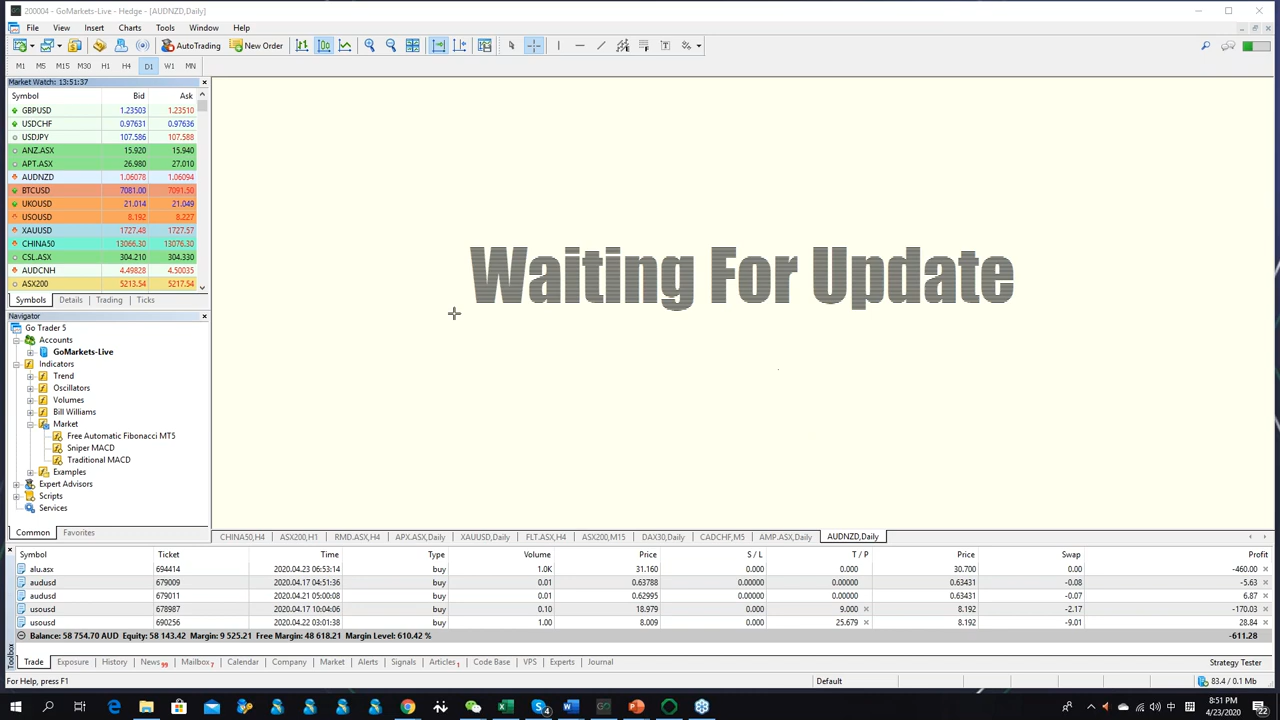 200004 - GoMarkets-Live - Hedge - [AUDNZD,Daily]
File View Insert Charts Tools Window Help
AutoTrading New Order
M1 M5 M15 M30 H1 H4 D1 W1 MN
Market Watch: 13:51:37
Symbol Bid Ask
GBPUSD 1.23503 1.23510
USDCHF 0.97631 0.97636
USDJPY 107.586 107.588
ANZ.ASX 15.920 15.940
APT.ASX 26.980 27.010
AUDNZD 1.06078 1.06094
BTCUSD 7081.00 7091.50
UKOUSD 21.014 21.049
USOUSD 8.192 8.227
XAUUSD 1727.48 1727.57
CHINA50 13066.30 13076.30
CSL.ASX 304.210 304.330
AUDCNH 4.49828 4.50035
ASX200 5213.54 5217.54
Symbols Details Trading Ticks
Navigator
Go Trader 5
Accounts
GoMarkets-Live
Indicators
Trend
Oscillators
Volumes
Bill Williams
Market
Free Automatic Fibonacci MT5
Sniper MACD
Traditional MACD
Examples
Expert Advisors
Scripts
Services
Common Favorites
Waiting For Update
CHINA50,H4 ASX200,H1 RMD.ASX,H4 APX.ASX,Daily XAUUSD,Daily FLT.ASX,H4 ASX200,M15 DAX30,Daily CADCHF,M5 AMP.ASX,Daily AUDNZD,Daily
Symbol Ticket Time Type Volume Price S / L T / P Price Swap Profit
alu.asx 694414 2020.04.23 06:53:14 buy 1.0K 31.160 0.000 0.000 30.700 0.00 -460.00
audusd 679009 2020.04.17 04:51:36 buy 0.01 0.63788 0.00000 0.00000 0.63431 -0.08 -5.63
audusd 679011 2020.04.21 05:00:08 buy 0.01 0.62995 0.00000 0.00000 0.63431 -0.07 6.87
usousd 678987 2020.04.17 10:04:06 buy 0.10 18.979 0.000 9.000 8.192 -2.17 -170.03
usousd 690256 2020.04.22 03:01:38 buy 1.00 8.009 0.000 25.679 8.192 -9.01 28.84
Balance: 58 754.70 AUD Equity: 58 143.42 Margin: 9 525.21 Free Margin: 48 618.21 Margin Level: 610.42 % -611.28
Toolbox
Trade Exposure History News 99 Mailbox 7 Calendar Company Market Alerts Signals Articles 1 Code Base VPS Experts Journal Strategy Tester
For Help, press F1 Default 83.4 / 0.1 Mb
8:51 PM
4/23/2020
22